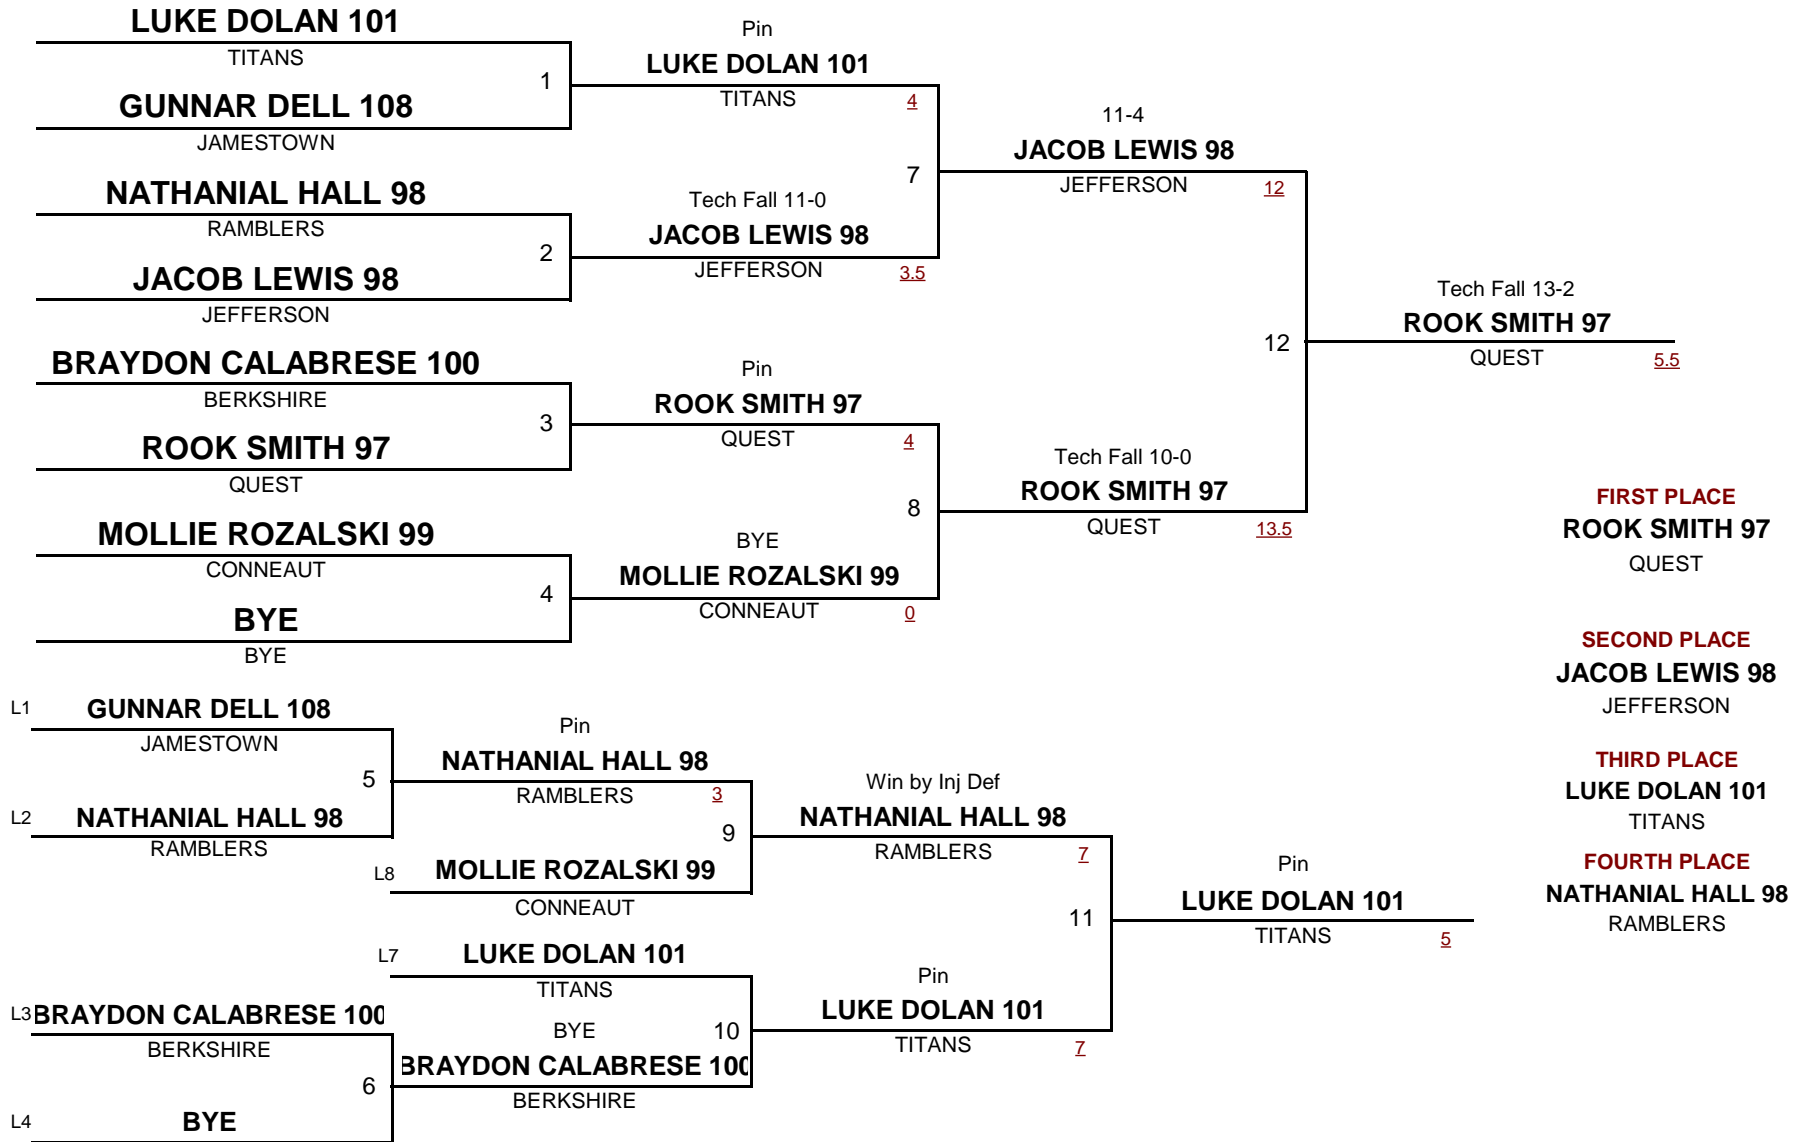 LUKE DOLAN 101
TITANS
1
GUNNAR DELL 108
JAMESTOWN
Pin
LUKE DOLAN 101
TITANS 4
NATHANIAL HALL 98
RAMBLERS
2
JACOB LEWIS 98
JEFFERSON
Tech Fall 11-0
JACOB LEWIS 98
JEFFERSON 3.5
7
11-4
JACOB LEWIS 98
JEFFERSON 12
BRAYDON CALABRESE 100
BERKSHIRE
3
ROOK SMITH 97
QUEST
Pin
ROOK SMITH 97
QUEST 4
MOLLIE ROZALSKI 99
CONNEAUT
4
BYE
BYE
BYE
MOLLIE ROZALSKI 99
CONNEAUT 0
8
Tech Fall 10-0
ROOK SMITH 97
QUEST 13.5
12
Tech Fall 13-2
ROOK SMITH 97
QUEST 5.5
FIRST PLACE
ROOK SMITH 97
QUEST
SECOND PLACE
JACOB LEWIS 98
JEFFERSON
THIRD PLACE
LUKE DOLAN 101
TITANS
FOURTH PLACE
NATHANIAL HALL 98
RAMBLERS
L1 GUNNAR DELL 108
JAMESTOWN
5
L2 NATHANIAL HALL 98
RAMBLERS
Pin
NATHANIAL HALL 98
RAMBLERS 3
9
L8 MOLLIE ROZALSKI 99
CONNEAUT
Win by Inj Def
NATHANIAL HALL 98
RAMBLERS 7
L7 LUKE DOLAN 101
TITANS
L3 BRAYDON CALABRESE 100
BERKSHIRE
6
L4 BYE
BYE
BRAYDON CALABRESE 100
BERKSHIRE
10
Pin
LUKE DOLAN 101
TITANS 7
11
Pin
LUKE DOLAN 101
TITANS 5